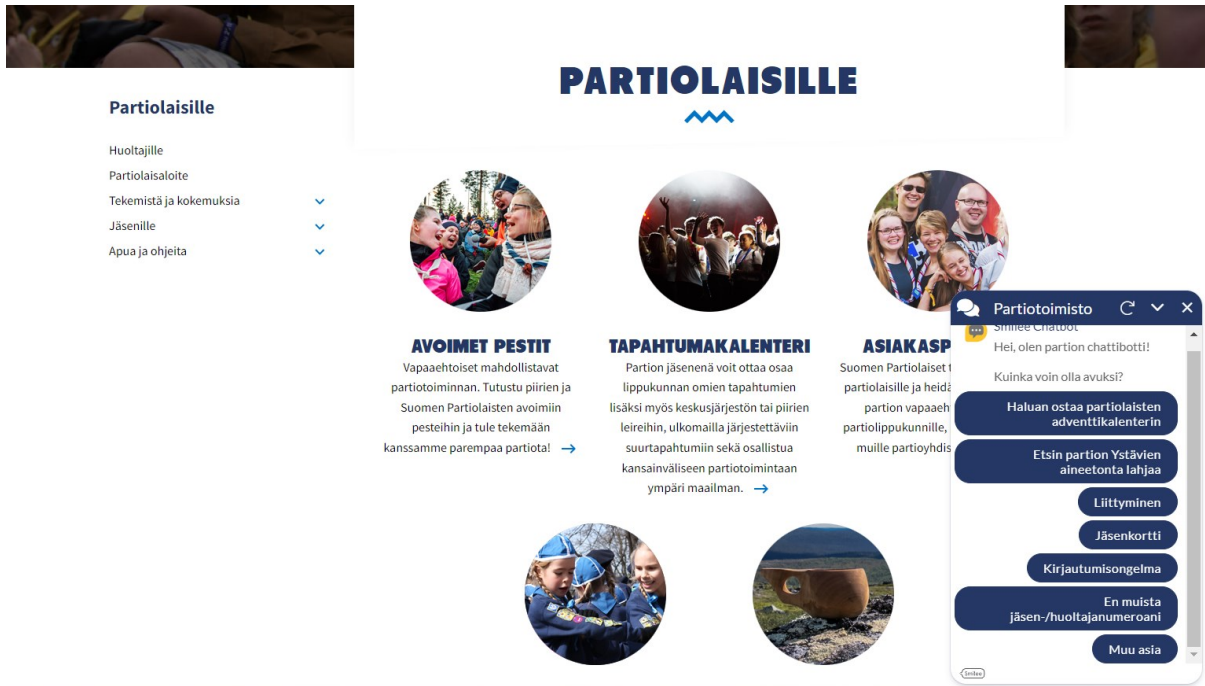 PARTIOLAISILLE
Partiolaisille
Huoltajille
Partiolaisaloite
Tekemistä ja kokemuksia
Jäsenille
Apua ja ohjeita
AVOIMET PESTIT
Vapaaehtoiset mahdollistavat
partiotoiminnan. Tutustu piirien ja
Suomen Partiolaisten avoimiin
pesteihin ja tule tekemään
kanssamme parempaa partiota! →
TAPAHTUMAKALENTERI
Partion jäsenenä voit ottaa osaa
lippukunnan omien tapahtumien
lisäksi myös keskusjärjestön tai piirien
leireihin, ulkomailla järjestettäviin
suurtapahtumiin sekä osallistua
kansainväliseen partiotoimintaan
ympäri maailman. →
ASIAKASP
Suomen Partiolaiset t
partiolaisille ja heidä
partion vapaaeh
partiolippukunnille,
muille partioyhdis
Partiotoimisto
Smilee Chatbot
Hei, olen partion chattibotti!
Kuinka voin olla avuksi?
Haluan ostaa partiolaisten
adventtikalenterin
Etsin partion Ystävien
aineetonta lahjaa
Liittyminen
Jäsenkortti
Kirjautumisongelma
En muista
jäsen-/huoltajanumeroani
Muu asia
Smilee